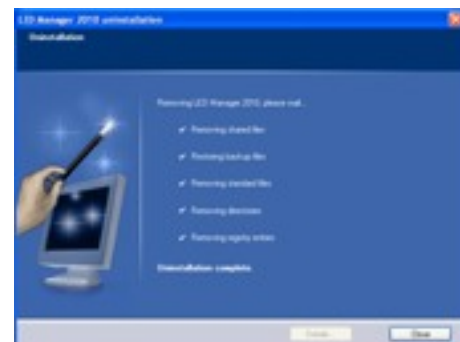 LED Manager 2010 uninstallation
Uninstallation
Removing LED Manager 2010, please wait...
Removing shared files
Removing backup files
Removing standard files
Removing directories
Removing registry entries
Uninstallation complete.
Close